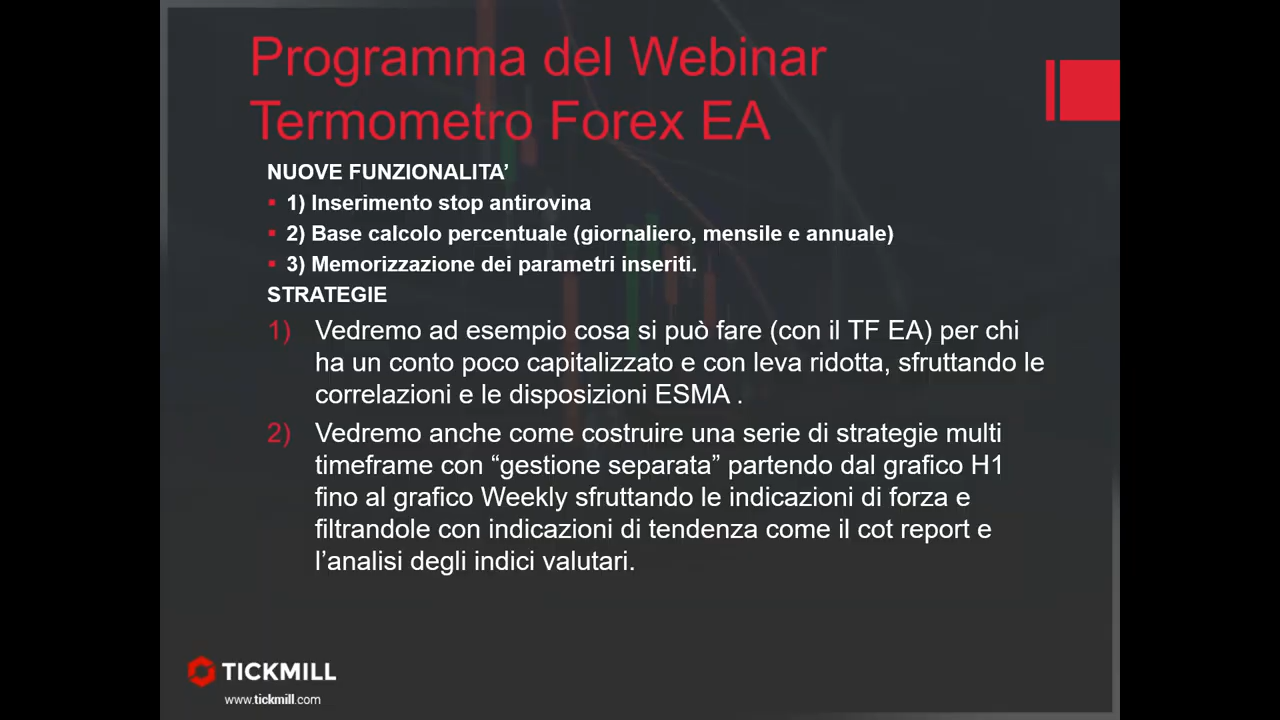 Programma del Webinar
Termometro Forex EA
NUOVE FUNZIONALITA’
1) Inserimento stop antirovina
2) Base calcolo percentuale (giornaliero, mensile e annuale)
3) Memorizzazione dei parametri inseriti.
STRATEGIE
1) Vedremo ad esempio cosa si può fare (con il TF EA) per chi
ha un conto poco capitalizzato e con leva ridotta, sfruttando le
correlazioni e le disposizioni ESMA .
2) Vedremo anche come costruire una serie di strategie multi
timeframe con “gestione separata” partendo dal grafico H1
fino al grafico Weekly sfruttando le indicazioni di forza e
filtrandole con indicazioni di tendenza come il cot report e
l’analisi degli indici valutari.
TICKMILL
www.tickmill.com